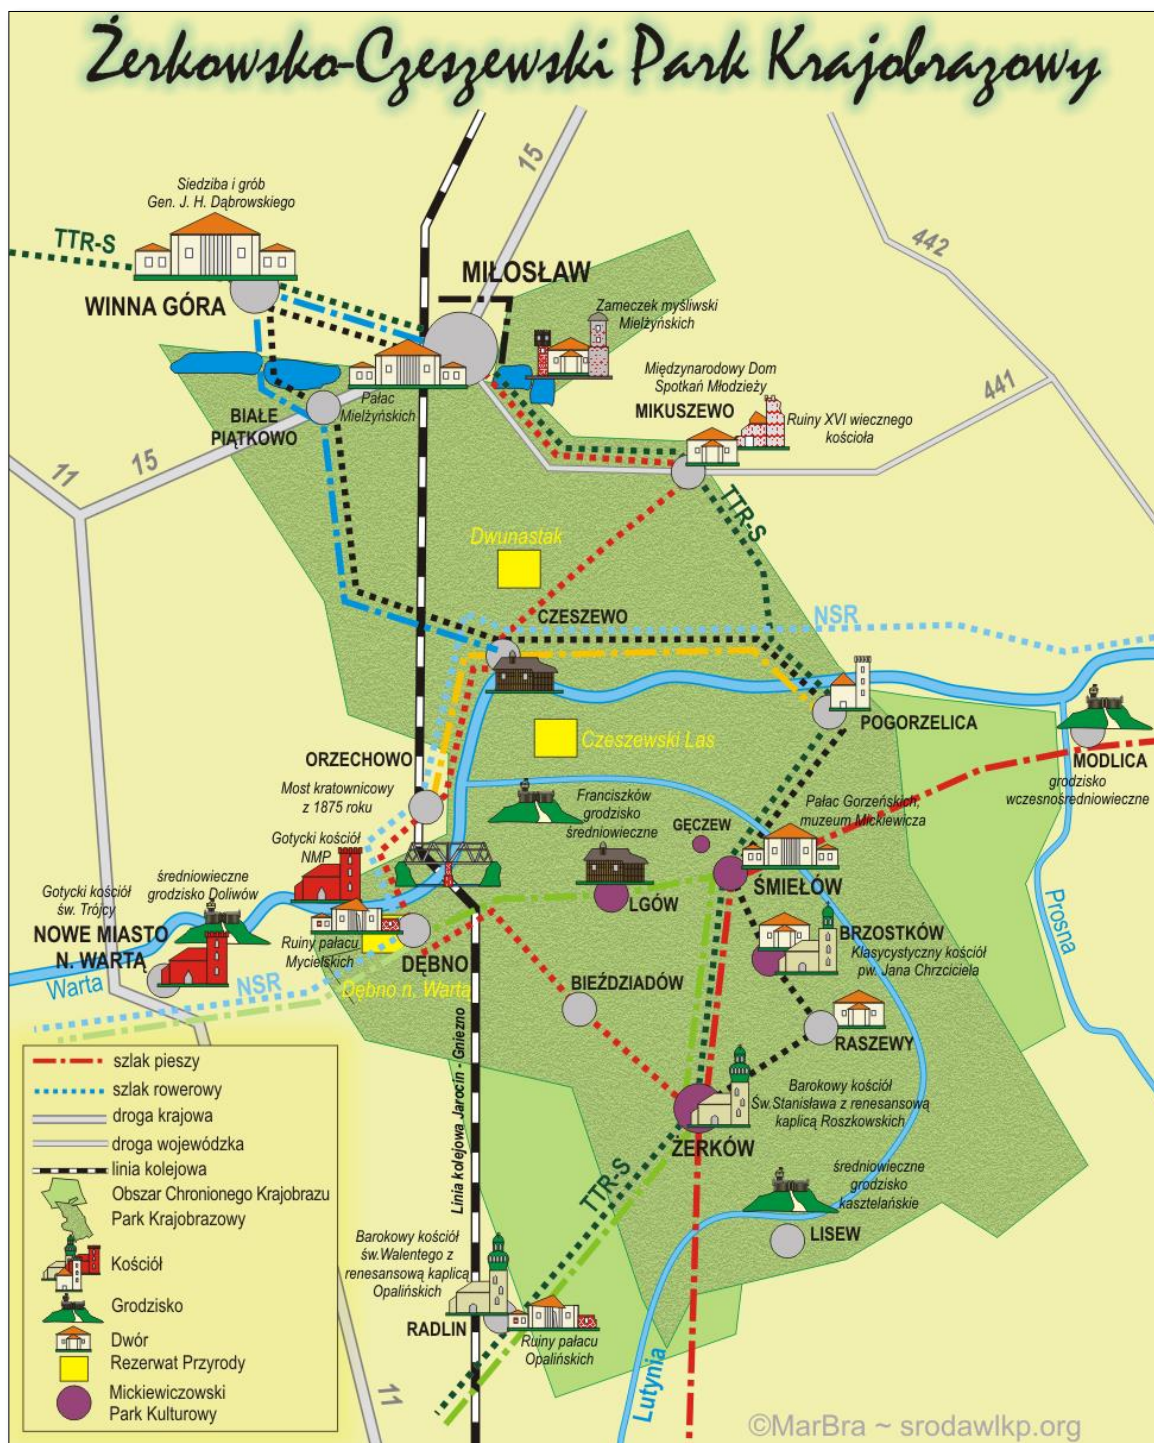 Żerkowsko-Czeszewski Park Krajobrazowy
15
Siedziba i grób
Gen. J. H. Dąbrowskiego
442
TTR-S
MIŁOSŁAW
WINNA GÓRA
Zameczek myśliwski
Mielżyńskich
Międzynarodowy Dom
Spotkań Młodzieży
441
MIKUSZEWO
Ruiny XVI wiecznego
kościoła
Pałac
Mielżyńskich
BIAŁE
PIĄTKOWO
11
15
TTR-S
Dwunastak
CZESZEWO
NSR
POGORZELICA
Czeszewski Las
ORZECHOWO
MODLICA
Most kratownicowy
z 1875 roku
grodzisko
wczesnośredniowieczne
Franciszków
grodzisko
średniowieczne
Pałac Gorzeńskich,
muzeum Mickiewicza
GĘCZEW
Gotycki kościół
NMP
średniowieczne
grodzisko Doliwów
ŚMIEŁÓW
Gotycki kościół
św. Trójcy
LGÓW
Prosna
NOWE MIASTO
N. WARTĄ
Ruiny pałacu
Mycielskich
BRZOSTKÓW
Klasycystyczny kościół
pw. Jana Chrzciciela
DĘBNO
Warta
NSR
Dębno n. Wartą
BIEŹDZIADÓW
RASZEWY
Linia kolejowa Jarocin - Gniezno
Barokowy kościół
Św.Stanisława z renesansową
kaplicą Roszkowskich
ŻERKÓW
TTR-S
średniowieczne
grodzisko
kasztelańskie
LISEW
Barokowy kościół
św.Walentego z
renesansową kaplicą
Opalińskich
RADLIN
Ruiny pałacu
Opalińskich
Lutynia
11
szlak pieszy
szlak rowerowy
droga krajowa
droga wojewódzka
linia kolejowa
Obszar Chronionego Krajobrazu
Park Krajobrazowy
Kościół
Grodzisko
Dwór
Rezerwat Przyrody
Mickiewiczowski
Park Kulturowy
©MarBra ~ srodawlkp.org